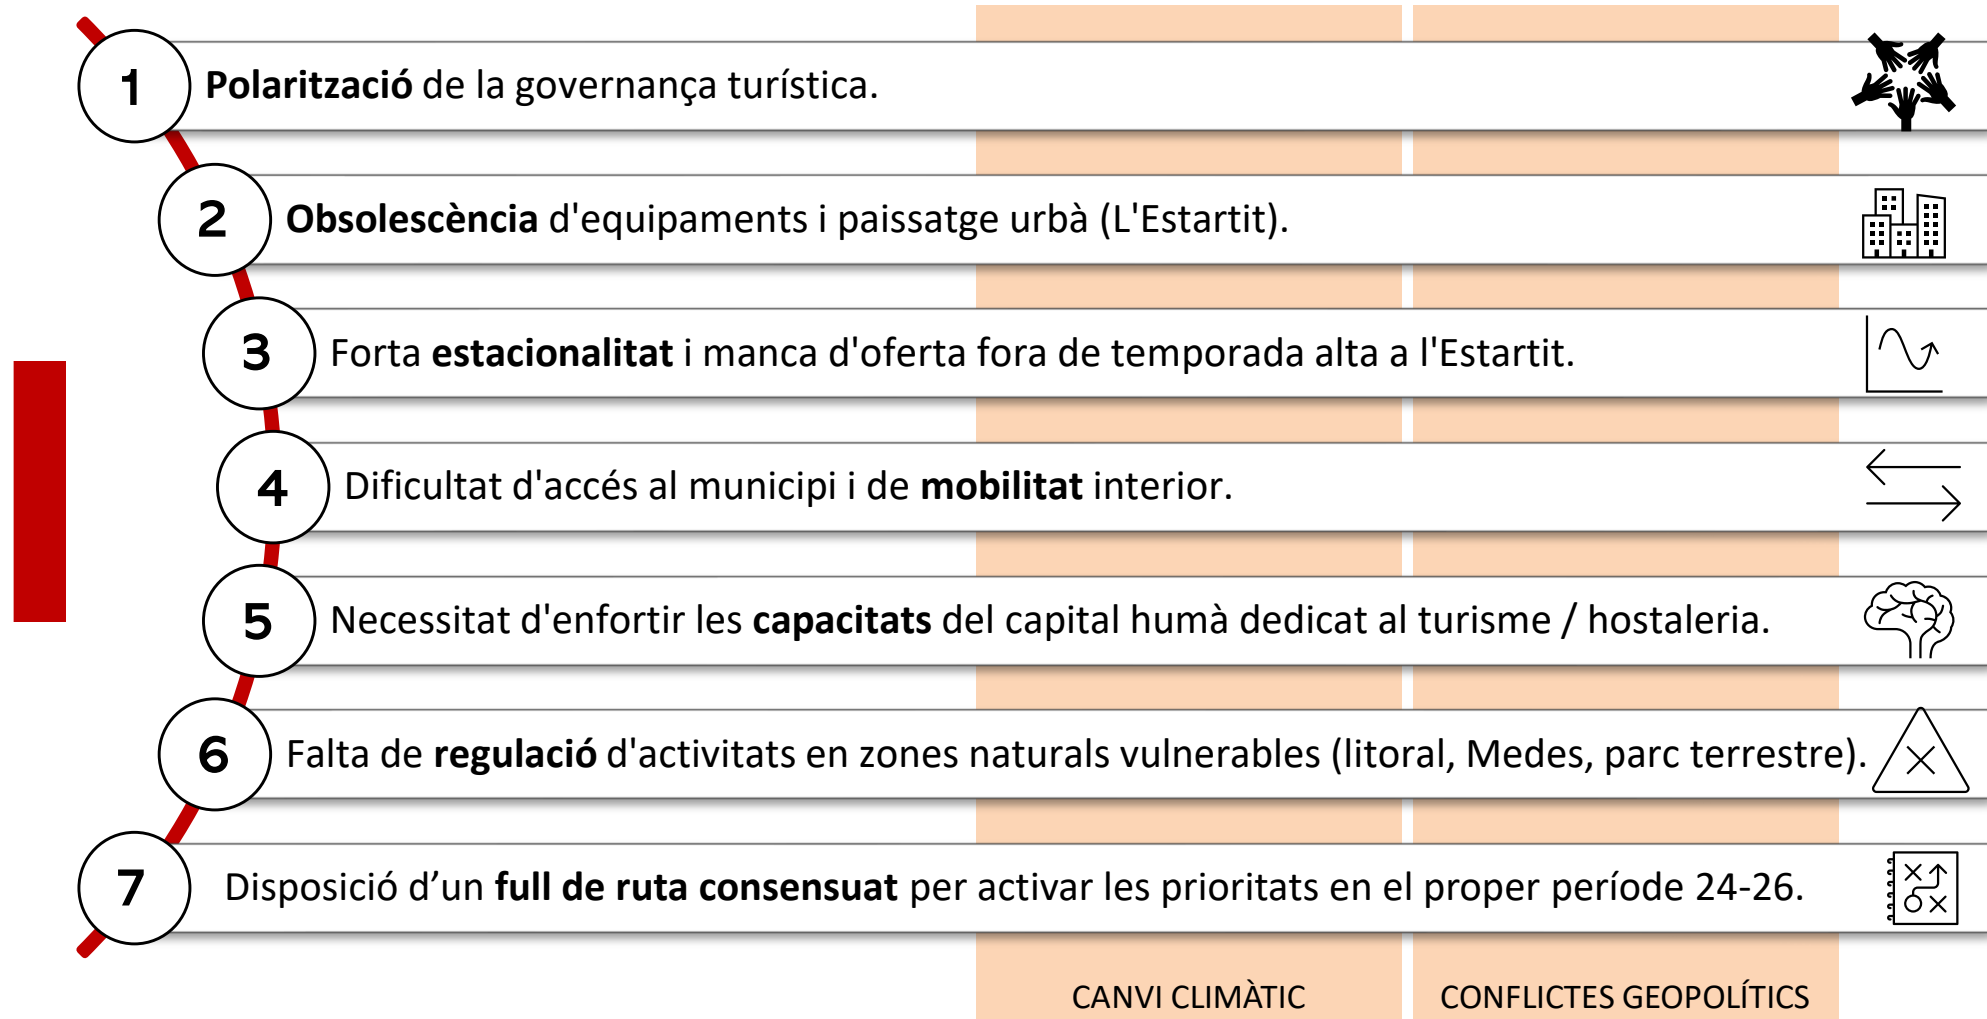 1 Polarització de la governança turística.
2 Obsolescència d'equipaments i paissatge urbà (L'Estartit).
3 Forta estacionalitat i manca d'oferta fora de temporada alta a l'Estartit.
4 Dificultat d'accés al municipi i de mobilitat interior.
5 Necessitat d'enfortir les capacitats del capital humà dedicat al turisme / hostaleria.
6 Falta de regulació d'activitats en zones naturals vulnerables (litoral, Medes, parc terrestre).
7 Disposició d’un full de ruta consensuat per activar les prioritats en el proper període 24-26.
CANVI CLIMÀTIC
CONFLICTES GEOPOLÍTICS